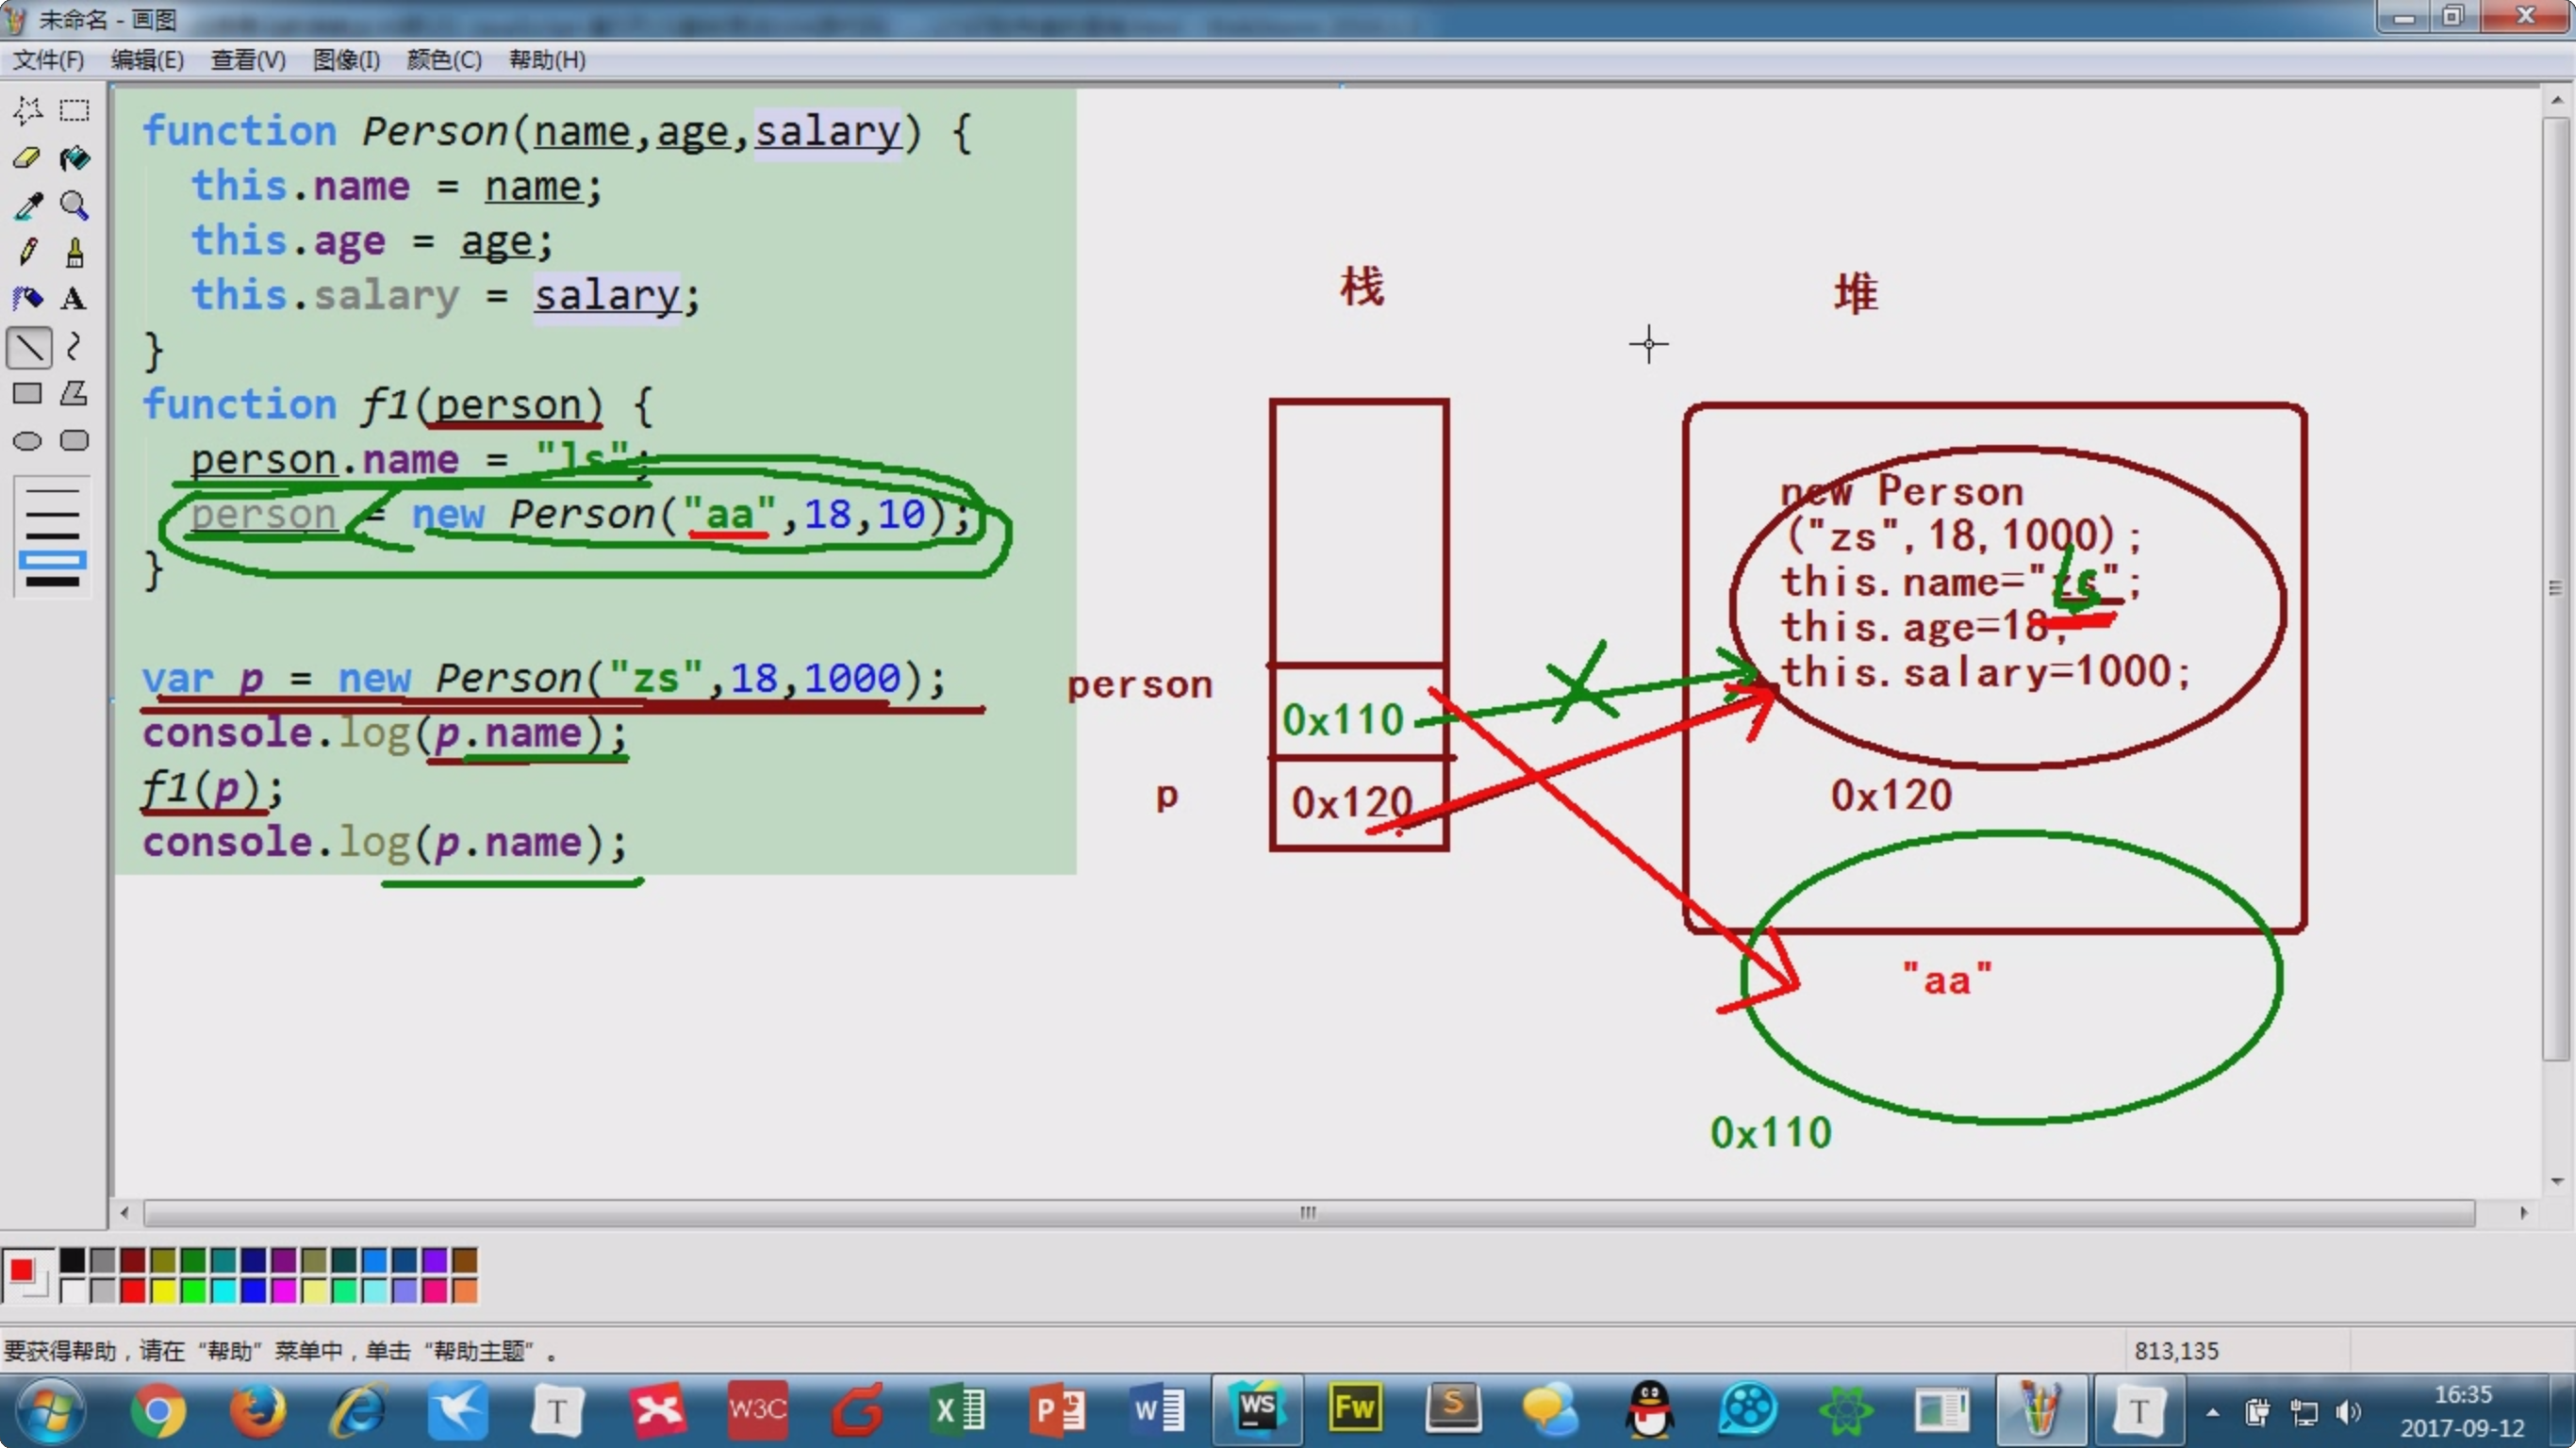 未命名 - 画图
文件(F) 编辑(E) 查看(V) 图像(I) 颜色(C) 帮助(H)
function Person(name,age,salary) {
this.name = name;
this.age = age;
this.salary = salary;
}
function f1(person) {
person.name = "ls";
person = new Person("aa",18,10);
}
var p = new Person("zs",18,1000);
console.log(p.name);
f1(p);
console.log(p.name);
栈
堆
new Person
("zs",18,1000);
this.name="zs";
ls
this.age=18;
this.salary=1000;
person
0x110
p
0x120
0x120
"aa"
0x110
要获得帮助，请在“帮助”菜单中，单击“帮助主题”。
813,135
T
W3C
WS
Fw
S
T
16:35
2017-09-12